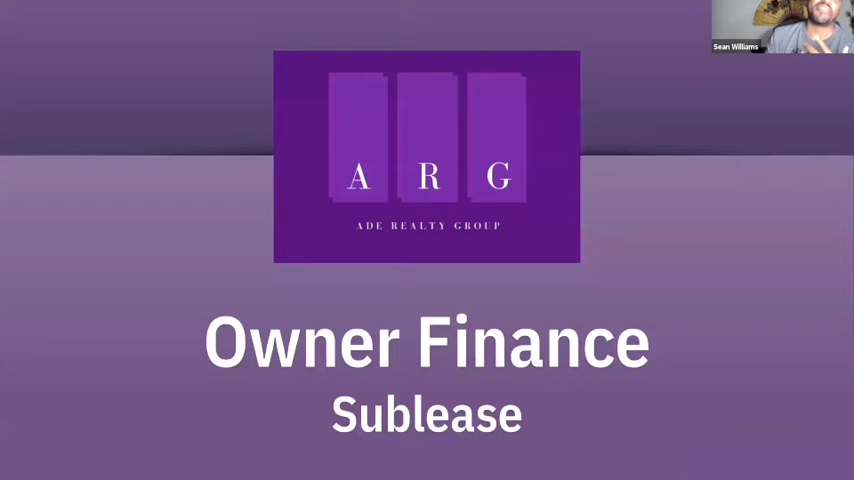 Sean Williams
A R G
ADE REALTY GROUP
Owner Finance
Sublease